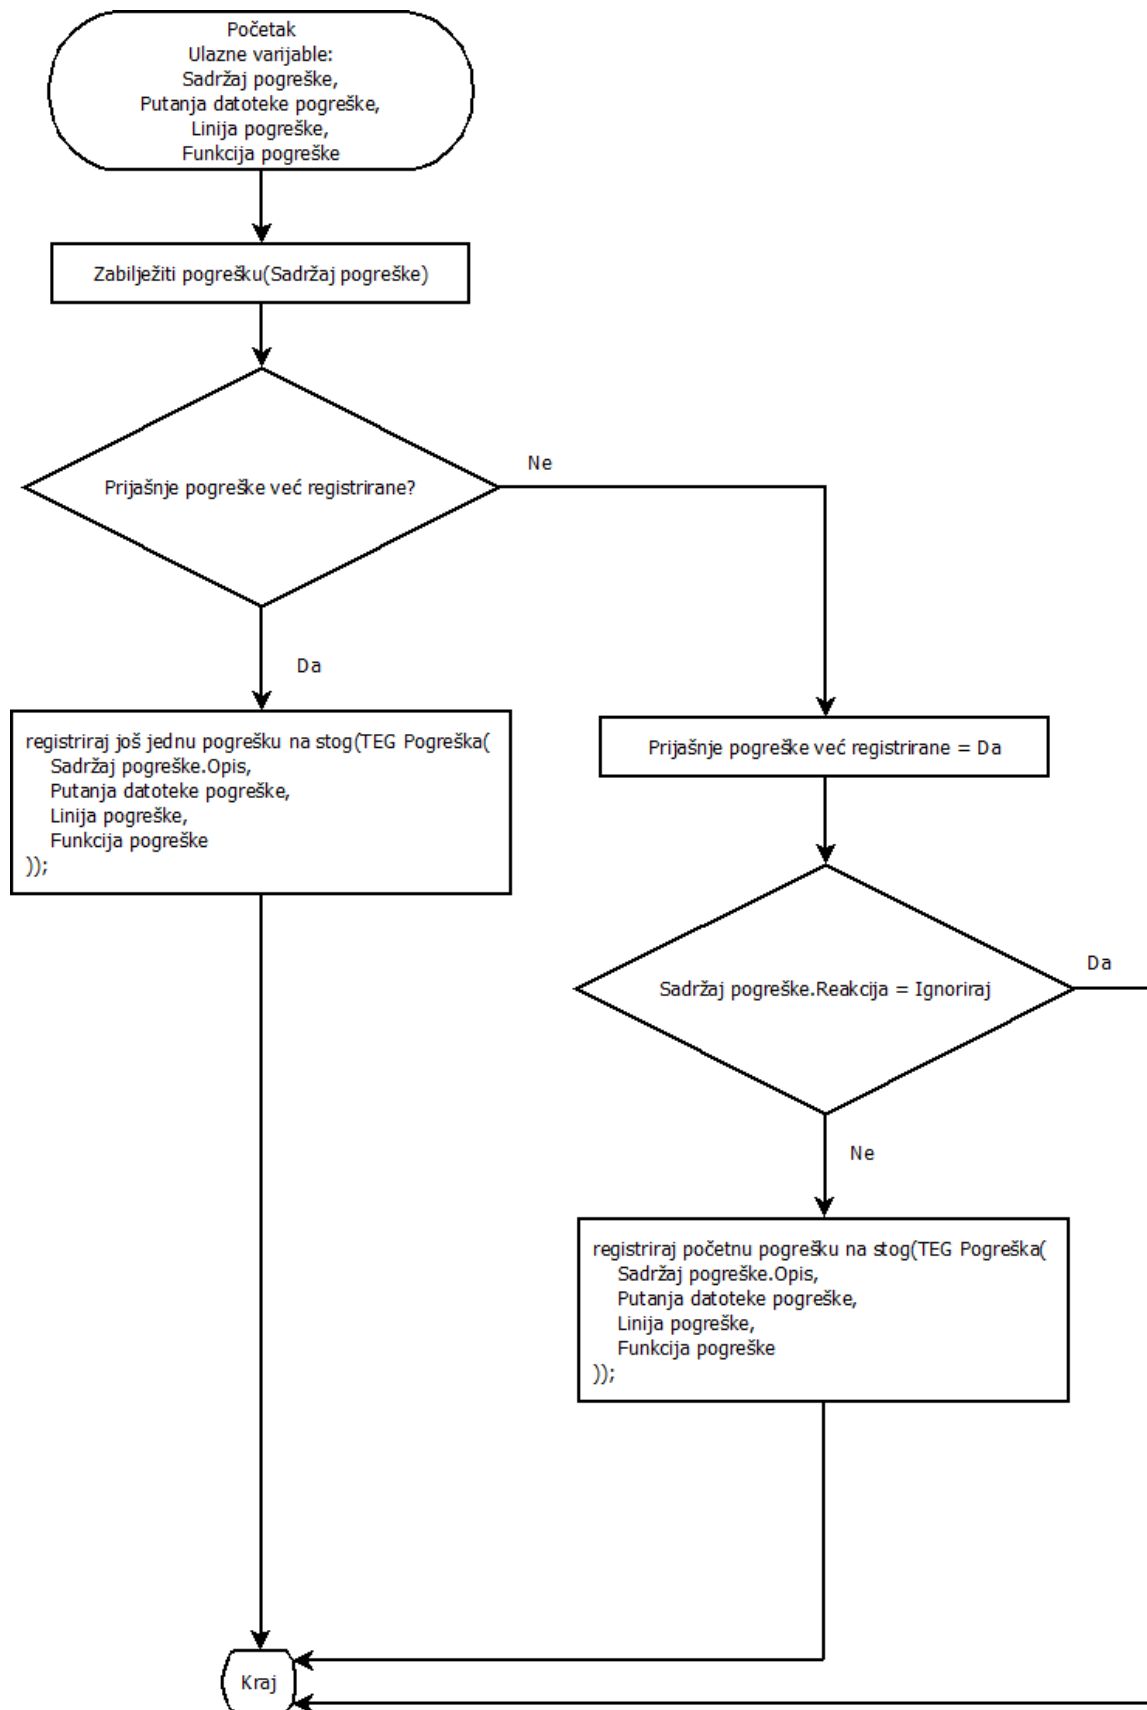 Početak
Ulazne varijable:
Sadržaj pogreške,
Putanja datoteke pogreške,
Linija pogreške,
Funkcija pogreške
Zabilježiti pogrešku(Sadržaj pogreške)
Prijašnje pogreške već registrirane?
Ne
Da
registriraj još jednu pogrešku na stog(TEG Pogreška(
Sadržaj pogreške.Opis,
Putanja datoteke pogreške,
Linija pogreške,
Funkcija pogreške
));
Prijašnje pogreške već registrirane = Da
Sadržaj pogreške.Reakcija = Ignoriraj
Da
Ne
registriraj početnu pogrešku na stog(TEG Pogreška(
Sadržaj pogreške.Opis,
Putanja datoteke pogreške,
Linija pogreške,
Funkcija pogreške
));
Kraj